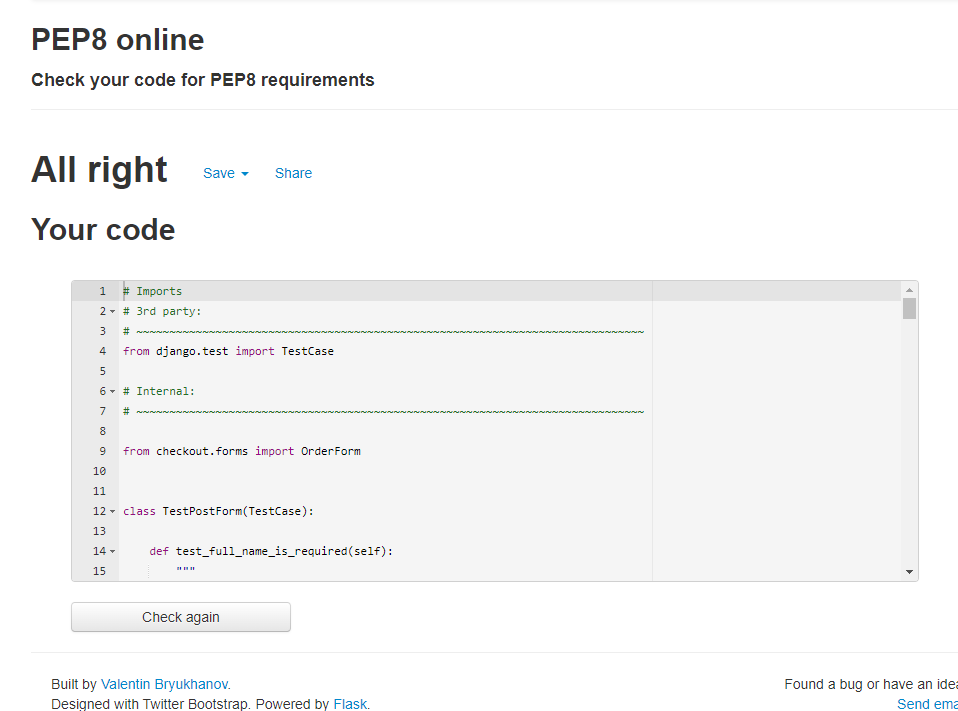 PEP8 online
Check your code for PEP8 requirements
All right Save Share
Your code
1 # Imports
2 # 3rd party:
3 # ~~~~~~~~~~~~~~~~~~~~~~~~~~~~~~~~~~~~~~~~~~~~~~~~~~~~~~~~~~~~~~~~~~~~~~~~~~~~~
4 from django.test import TestCase
5
6 # Internal:
7 # ~~~~~~~~~~~~~~~~~~~~~~~~~~~~~~~~~~~~~~~~~~~~~~~~~~~~~~~~~~~~~~~~~~~~~~~~~~~~~
8
9 from checkout.forms import OrderForm
10
11
12 class TestPostForm(TestCase):
13
14     def test_full_name_is_required(self):
15         """
Check again
Built by Valentin Bryukhanov. Found a bug or have an idea
Designed with Twitter Bootstrap. Powered by Flask. Send ema